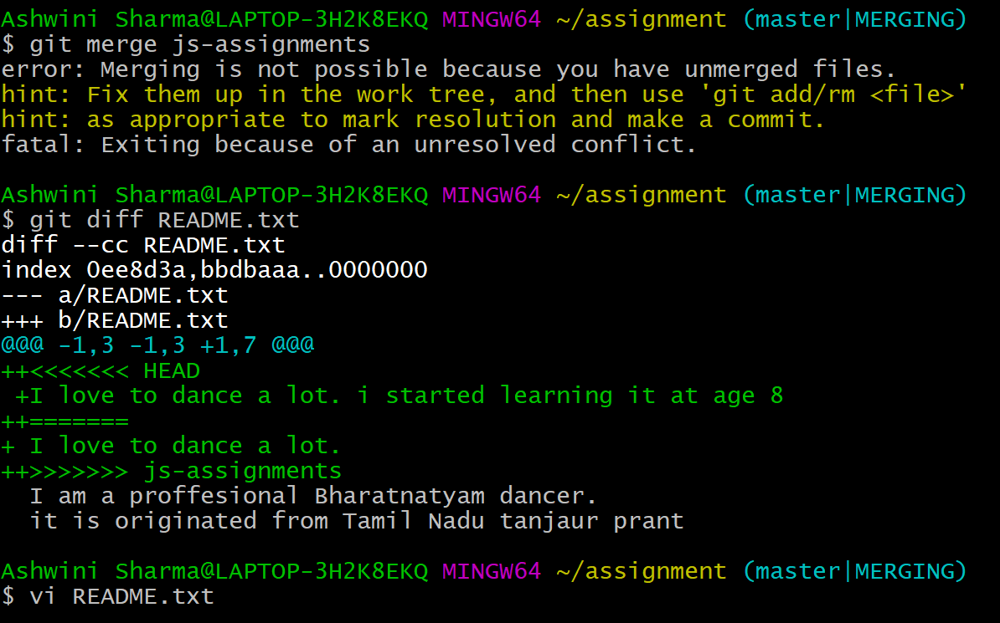 Ashwini Sharma@LAPTOP-3H2K8EKQ MINGW64 ~/assignment (master|MERGING)
$ git merge js-assignments
error: Merging is not possible because you have unmerged files.
hint: Fix them up in the work tree, and then use 'git add/rm <file>'
hint: as appropriate to mark resolution and make a commit.
fatal: Exiting because of an unresolved conflict.

Ashwini Sharma@LAPTOP-3H2K8EKQ MINGW64 ~/assignment (master|MERGING)
$ git diff README.txt
diff --cc README.txt
index 0ee8d3a,bbdbaaa..0000000
--- a/README.txt
+++ b/README.txt
@@@ -1,3 -1,3 +1,7 @@@
++<<<<<<< HEAD
 +I love to dance a lot. i started learning it at age 8
++=======
+ I love to dance a lot.
++>>>>>>> js-assignments
  I am a proffesional Bharatnatyam dancer.
  it is originated from Tamil Nadu tanjaur prant

Ashwini Sharma@LAPTOP-3H2K8EKQ MINGW64 ~/assignment (master|MERGING)
$ vi README.txt